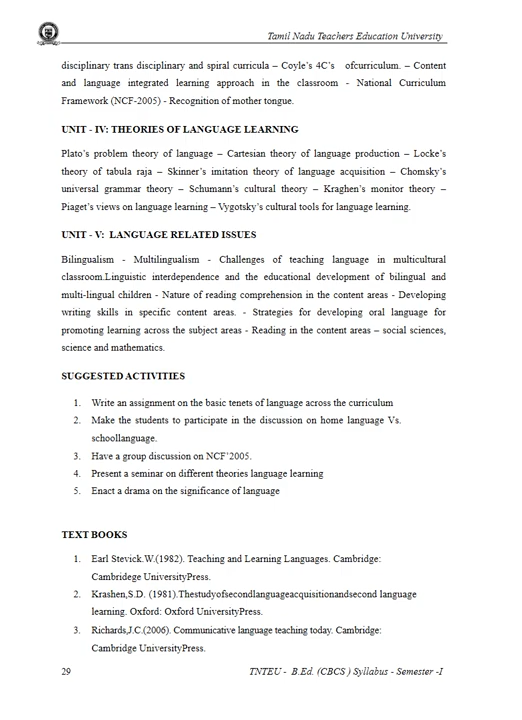 Tamil Nadu Teachers Education University
disciplinary trans disciplinary and spiral curricula – Coyle’s 4C’s ofcurriculum. – Content
and language integrated learning approach in the classroom - National Curriculum
Framework (NCF-2005) - Recognition of mother tongue.
UNIT - IV: THEORIES OF LANGUAGE LEARNING
Plato’s problem theory of language – Cartesian theory of language production – Locke’s
theory of tabula raja – Skinner’s imitation theory of language acquisition – Chomsky’s
universal grammar theory – Schumann’s cultural theory – Kraghen’s monitor theory –
Piaget’s views on language learning – Vygotsky’s cultural tools for language learning.
UNIT - V: LANGUAGE RELATED ISSUES
Bilingualism - Multilingualism - Challenges of teaching language in multicultural
classroom.Linguistic interdependence and the educational development of bilingual and
multi-lingual children - Nature of reading comprehension in the content areas - Developing
writing skills in specific content areas. - Strategies for developing oral language for
promoting learning across the subject areas - Reading in the content areas – social sciences,
science and mathematics.
SUGGESTED ACTIVITIES
1. Write an assignment on the basic tenets of language across the curriculum
2. Make the students to participate in the discussion on home language Vs.
schoollanguage.
3. Have a group discussion on NCF’2005.
4. Present a seminar on different theories language learning
5. Enact a drama on the significance of language
TEXT BOOKS
1. Earl Stevick.W.(1982). Teaching and Learning Languages. Cambridge:
Cambridege UniversityPress.
2. Krashen,S.D. (1981).Thestudyofsecondlanguageacquisitionandsecond language
learning. Oxford: Oxford UniversityPress.
3. Richards,J.C.(2006). Communicative language teaching today. Cambridge:
Cambridge UniversityPress.
29 TNTEU - B.Ed. (CBCS ) Syllabus - Semester -I